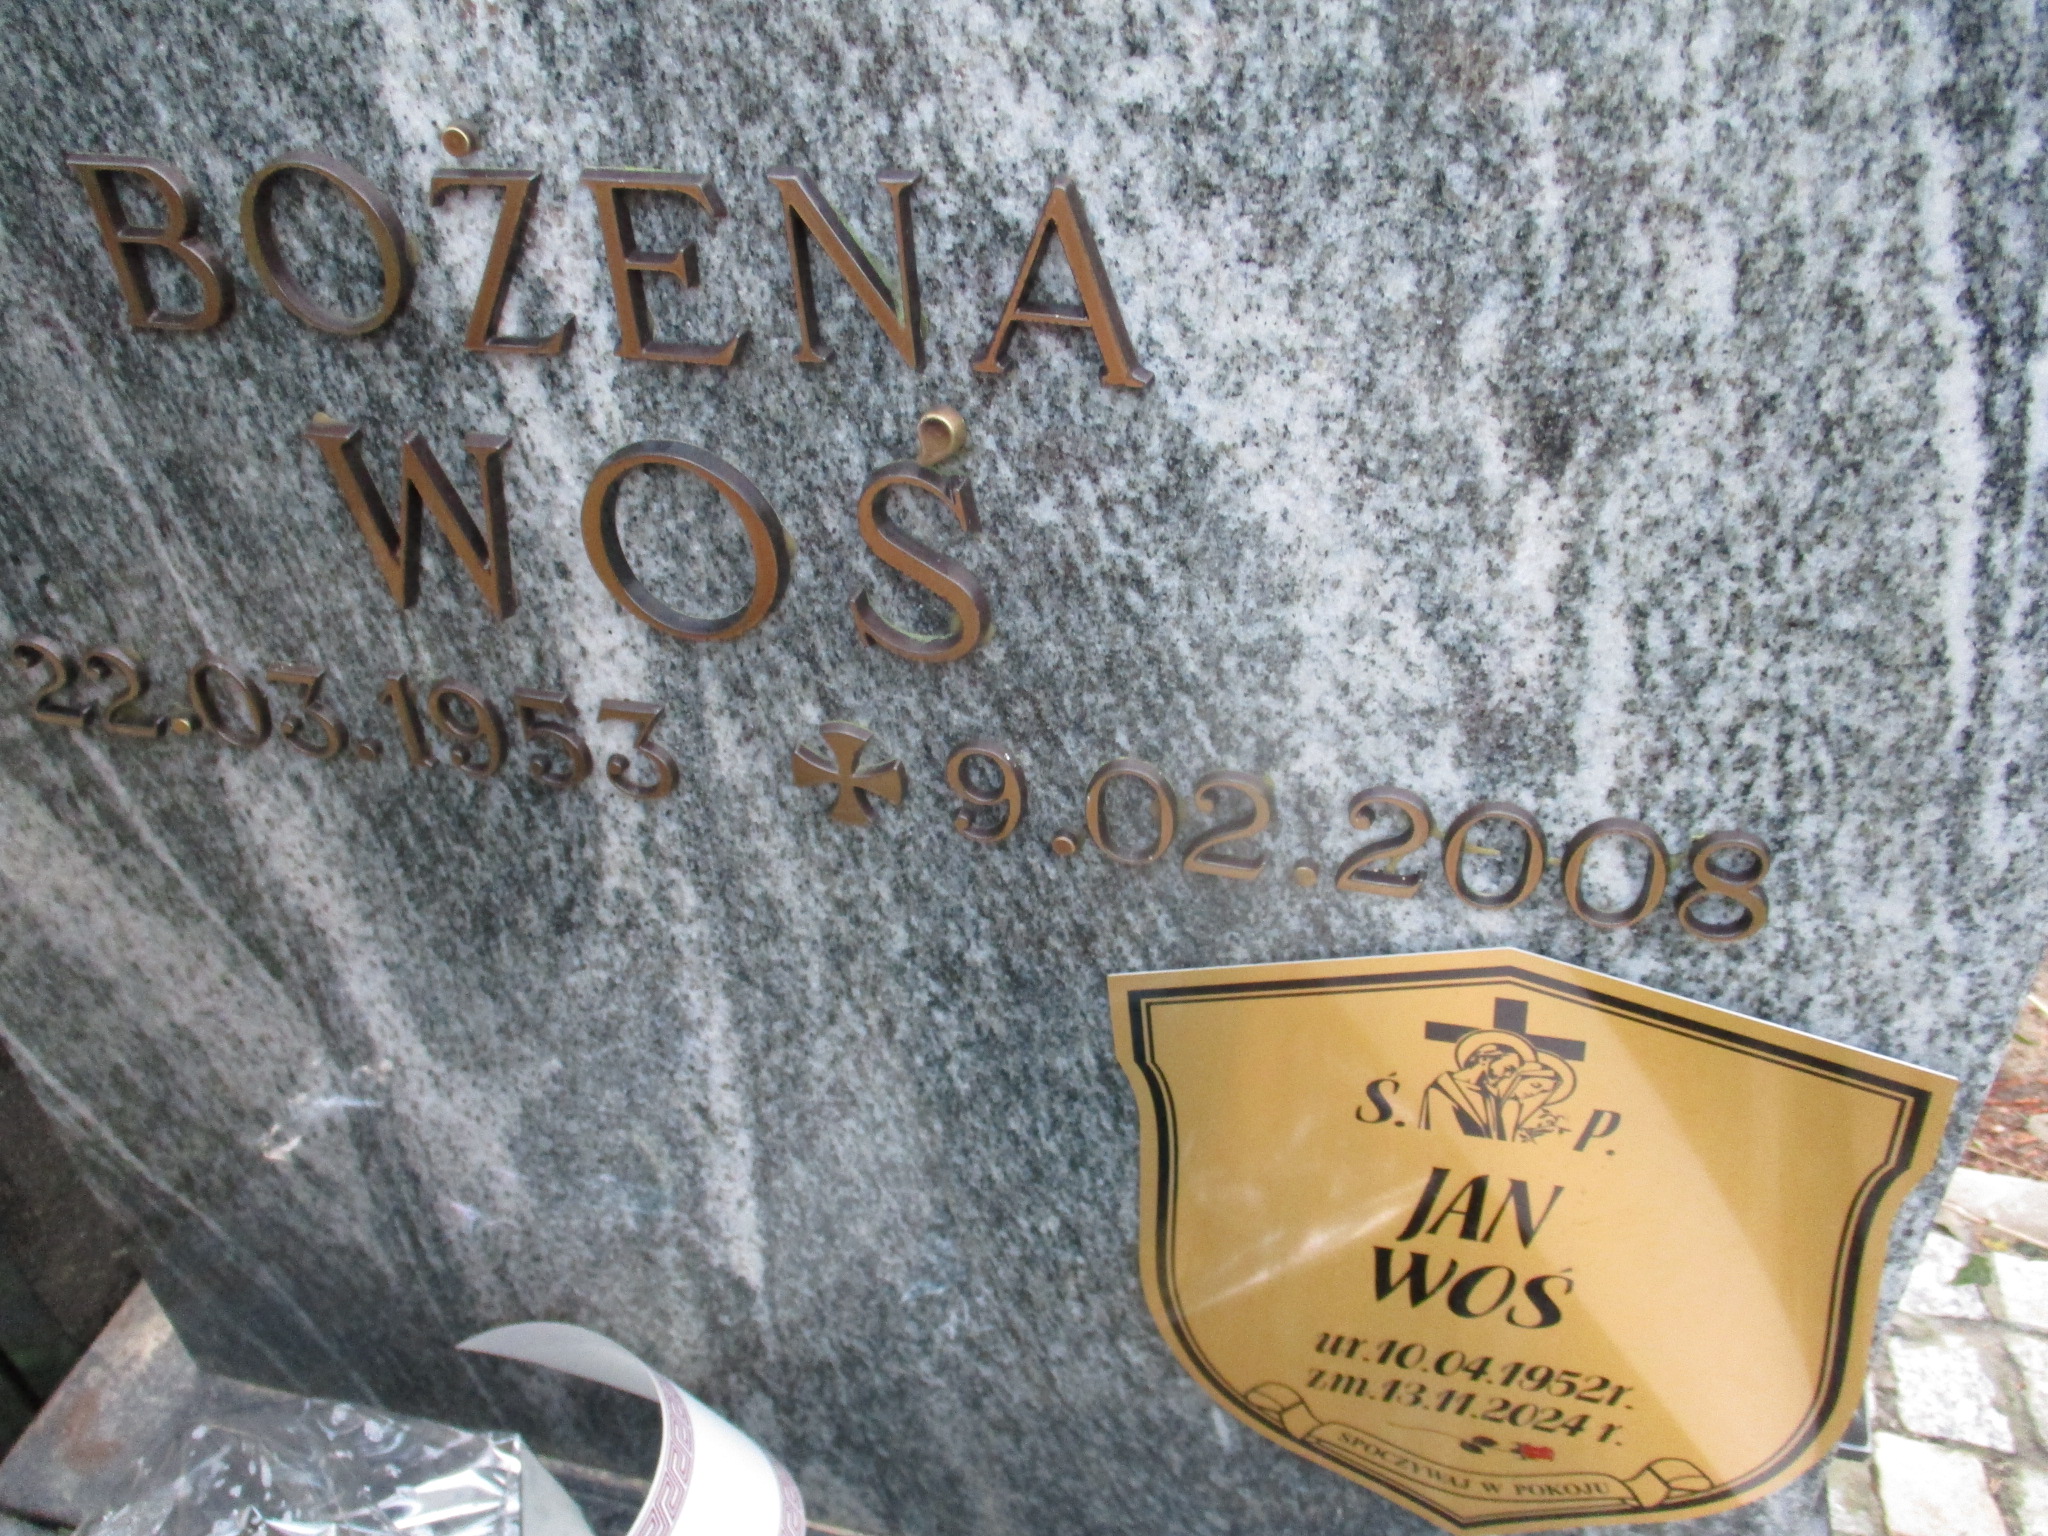 BOŻENA
WOŚ
22.03.1953 9.02.2008
Ś. P.
JAN
WOŚ
ur.10.04.1952r.
zm.13.11.2024 r.
SPOCZYWAJ W POKOJU